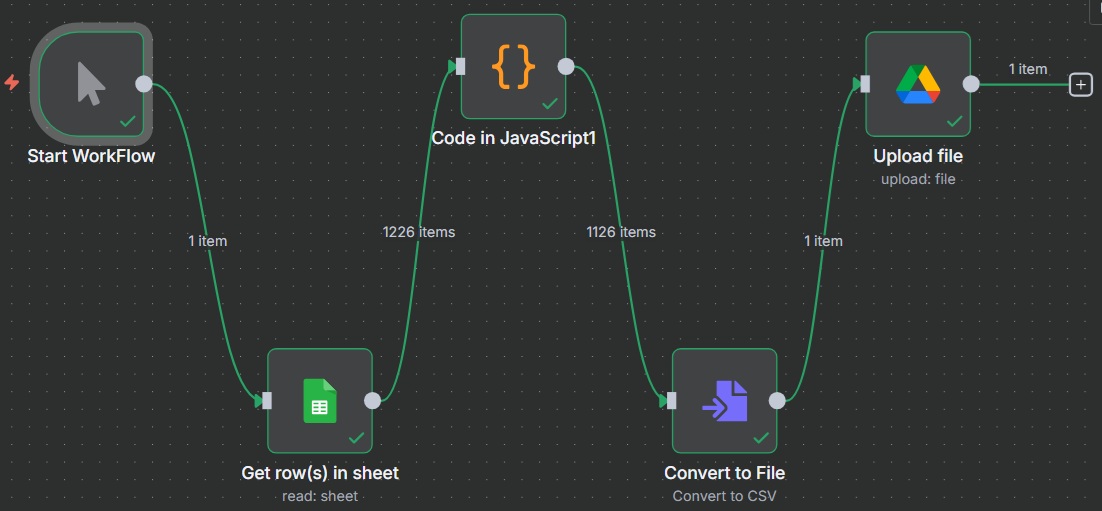 Start WorkFlow
1 item
Get row(s) in sheet
read: sheet
1226 items
{}
Code in JavaScript1
1126 items
Convert to File
Convert to CSV
1 item
Upload file
upload: file
1 item